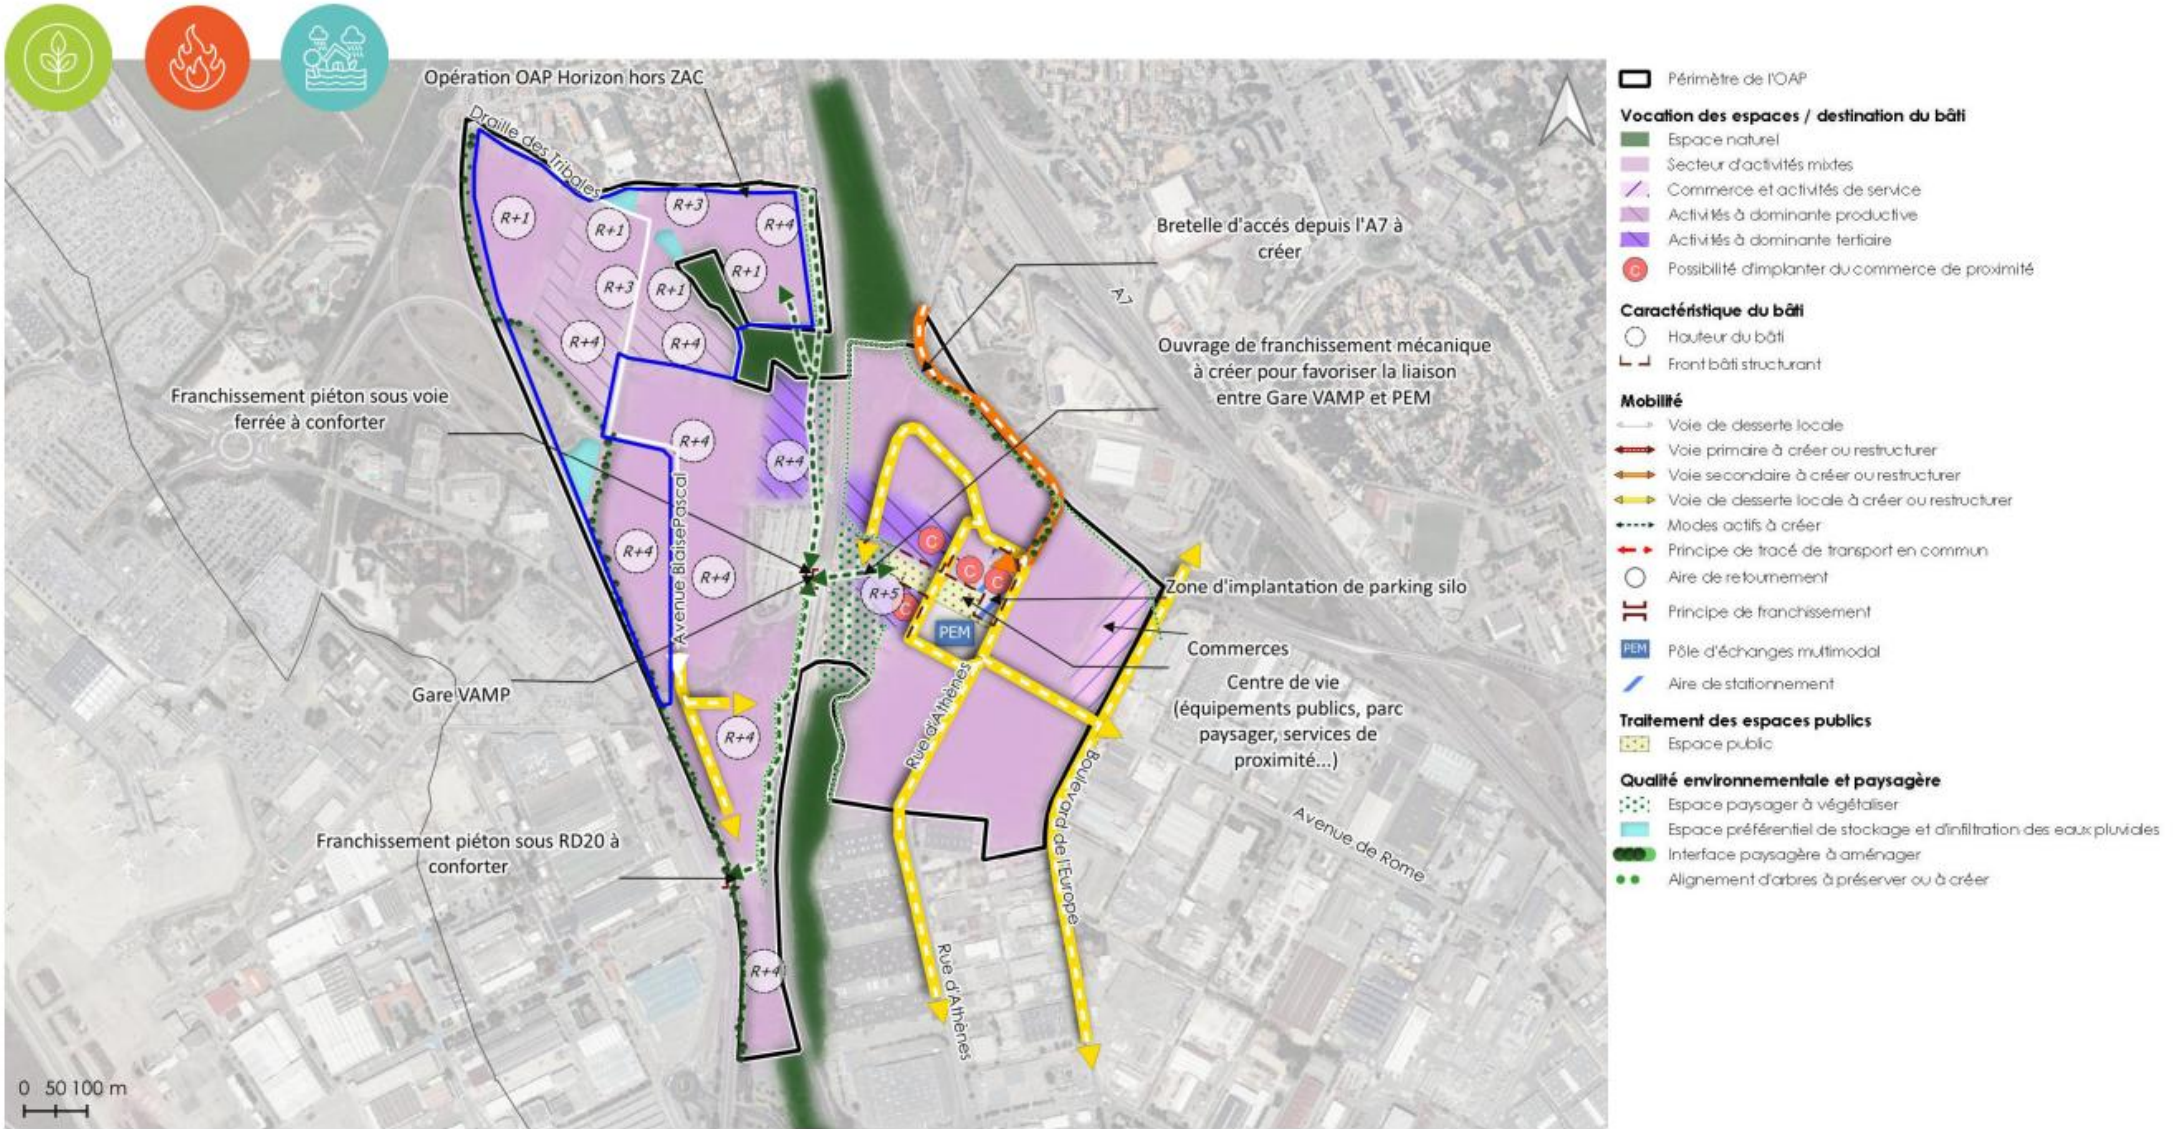 Opération OAP Horizon hors ZAC
Draille des Tribales
R+1
R+1
R+3
R+4
R+3
R+1
R+1
R+4
R+4
Bretelle d'accés depuis l'A7 à
créer
A7
Ouvrage de franchissement mécanique
à créer pour favoriser la liaison
entre Gare VAMP et PEM
Franchissement piéton sous voie
ferrée à conforter
R+4
R+4
R+4
R+4
Avenue BlaisePascal
C
C
C
C
R+5
PEM
Zone d'implantation de parking silo
Commerces
Centre de vie
(équipements publics, parc
paysager, services de
proximité...)
Gare VAMP
R+4
Rue d'Athènes
Boulevard de l'Europe
Avenue de Rome
Franchissement piéton sous RD20 à
conforter
R+4
Rue d'Athènes
0 50 100 m
Périmètre de l'OAP
Vocation des espaces / destination du bâti
Espace naturel
Secteur d'activités mixtes
Commerce et activités de service
Activités à dominante productive
Activités à dominante tertiaire
C Possibilité d'implanter du commerce de proximité
Caractéristique du bâti
Hauteur du bâti
Front bâti structurant
Mobilité
Voie de desserte locale
Voie primaire à créer ou restructurer
Voie secondaire à créer ou restructurer
Voie de desserte locale à créer ou restructurer
Modes actifs à créer
Principe de tracé de transport en commun
Aire de retournement
Principe de franchissement
PEM Pôle d'échanges multimodal
Aire de stationnement
Traitement des espaces publics
Espace public
Qualité environnementale et paysagère
Espace paysager à végétaliser
Espace préférentiel de stockage et d'infiltration des eaux pluviales
Interface paysagère à aménager
Alignement d'arbres à préserver ou à créer